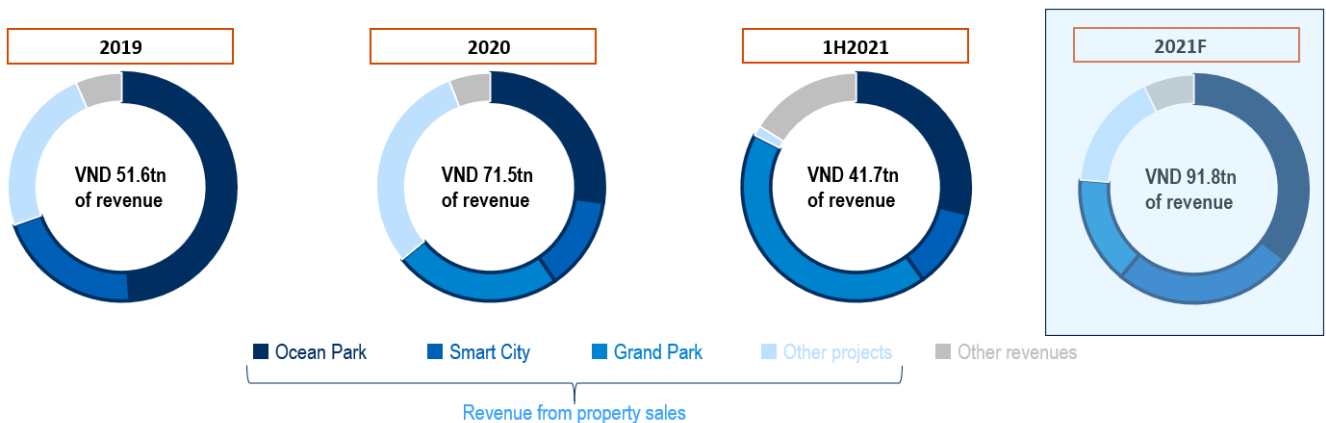 2019
2020
1H2021
2021F
VND 51.6tn
of revenue
VND 71.5tn
of revenue
VND 41.7tn
of revenue
VND 91.8tn
of revenue
Ocean Park
Smart City
Grand Park
Other projects
Other revenues
Revenue from property sales